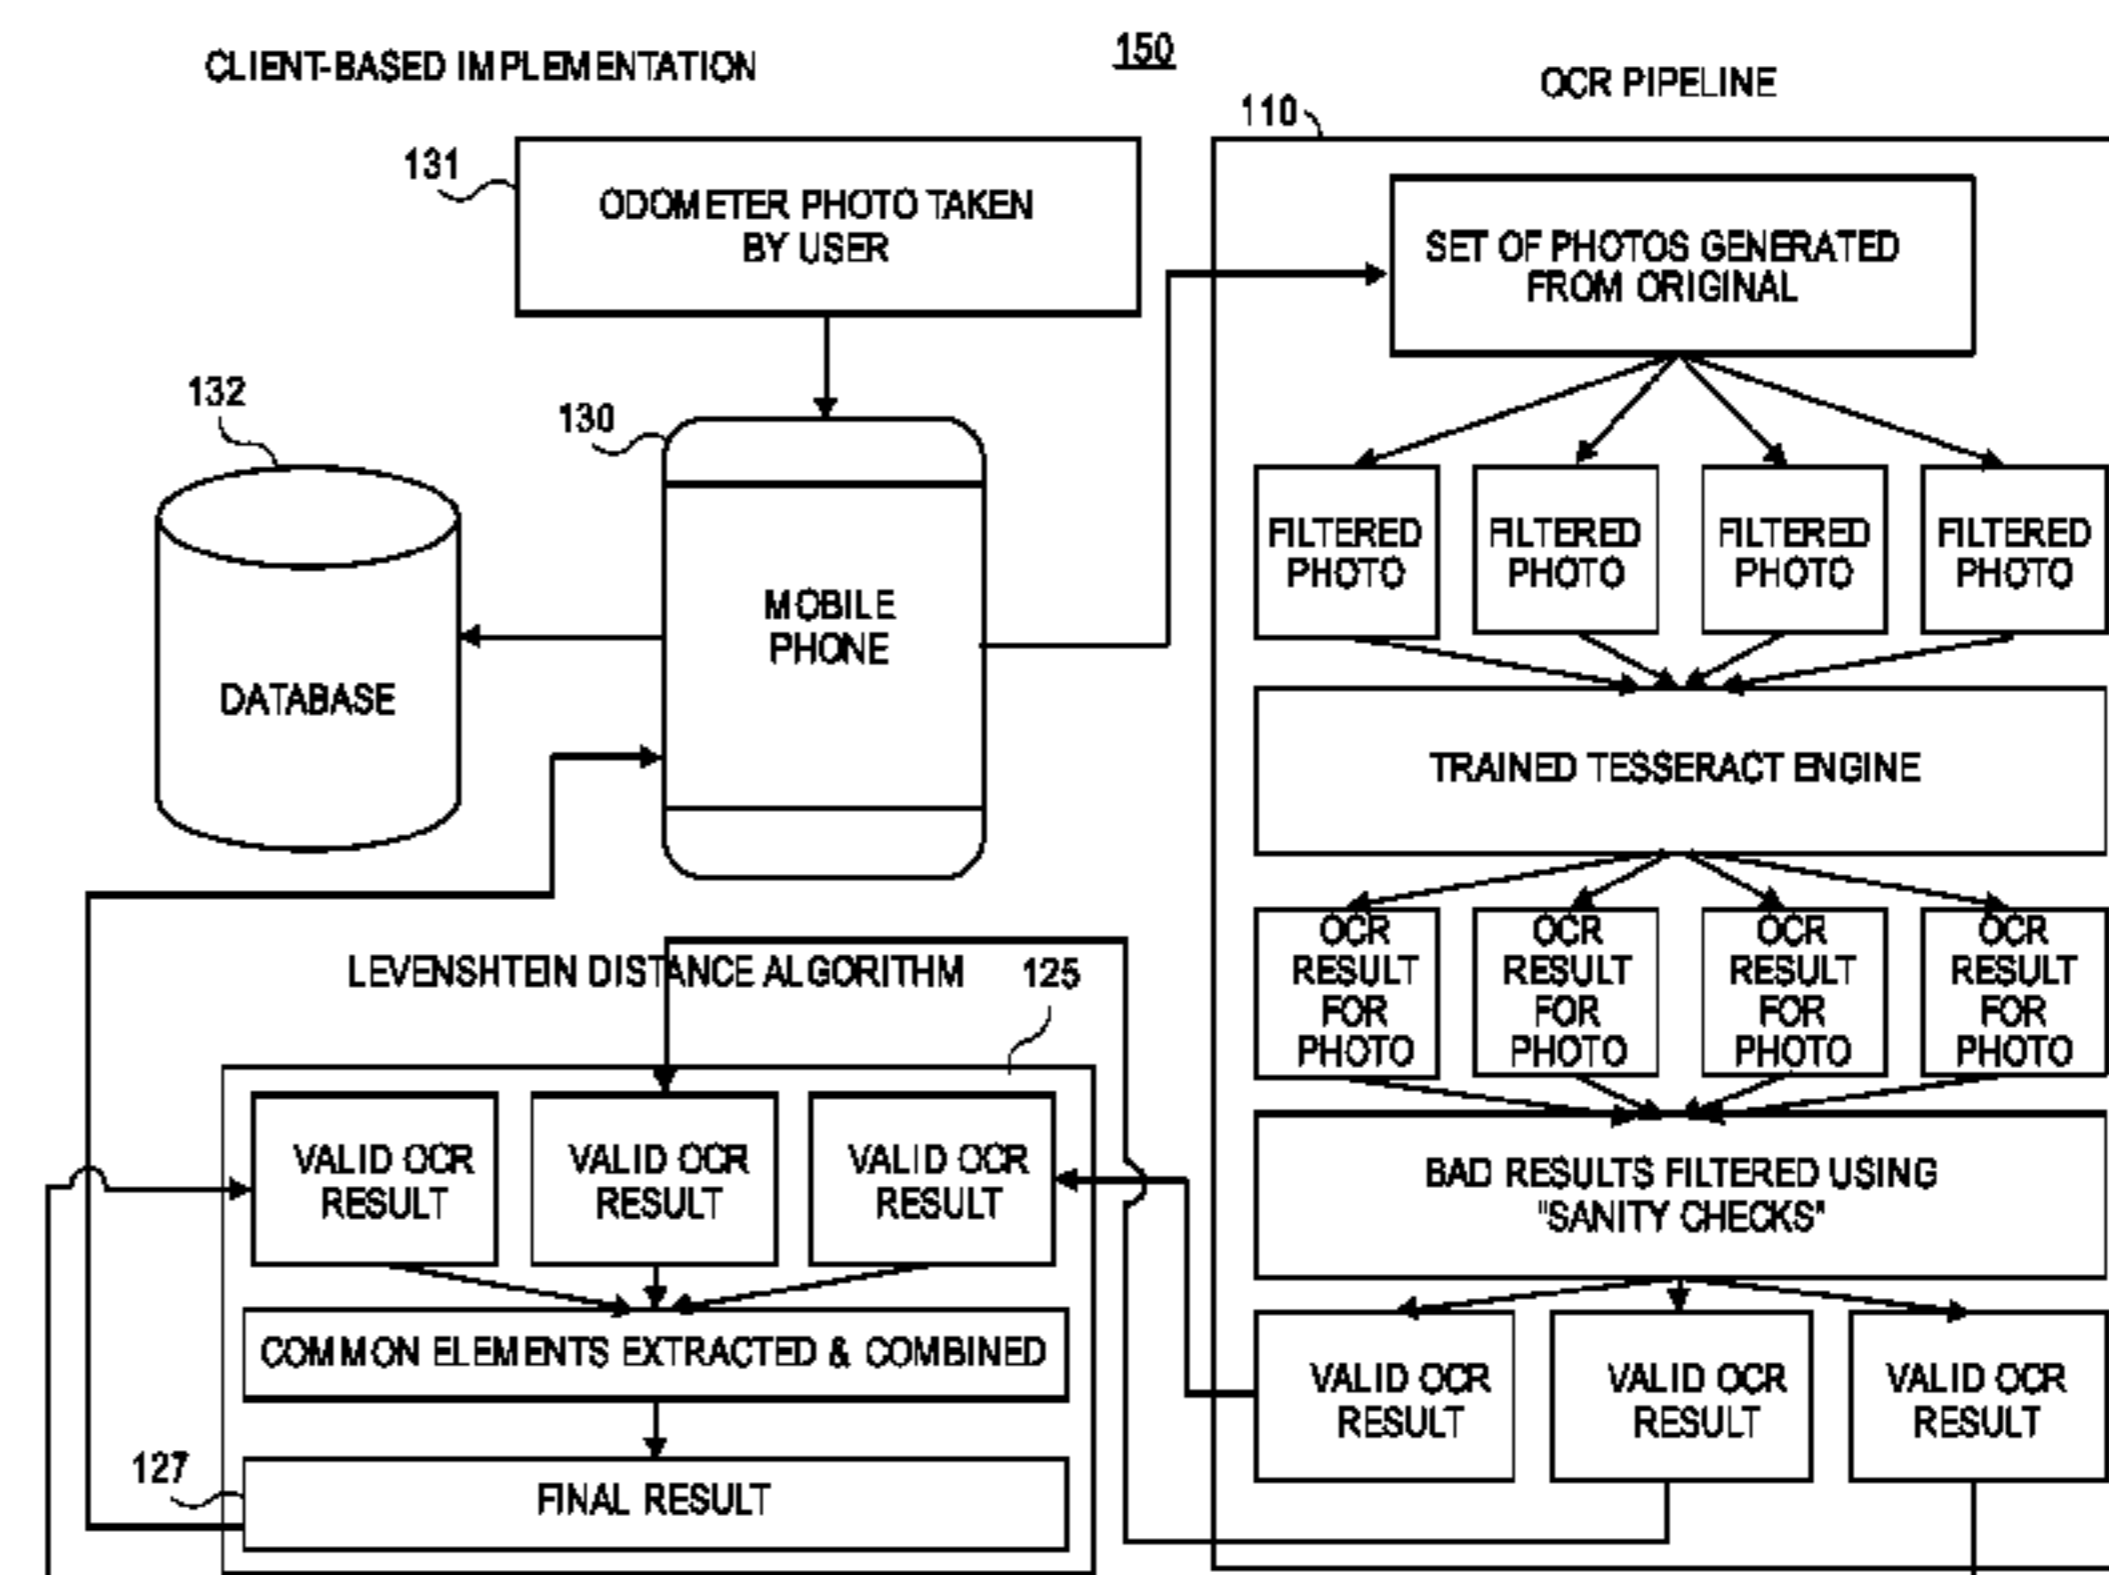 CLIENT-BASED IMPLEMENTATION
150
OCR PIPELINE
110
131
ODOMETER PHOTO TAKEN
BY USER
SET OF PHOTOS GENERATED
FROM ORIGINAL
132
130
DATABASE
MOBILE
PHONE
FILTERED
PHOTO
FILTERED
PHOTO
FILTERED
PHOTO
FILTERED
PHOTO
TRAINED TESSERACT ENGINE
OCR
RESULT
FOR
PHOTO
OCR
RESULT
FOR
PHOTO
OCR
RESULT
FOR
PHOTO
OCR
RESULT
FOR
PHOTO
LEVENSHTEIN DISTANCE ALGORITHM
125
VALID OCR
RESULT
VALID OCR
RESULT
VALID OCR
RESULT
BAD RESULTS FILTERED USING
"SANITY CHECKS"
COMMON ELEMENTS EXTRACTED & COMBINED
VALID OCR
RESULT
VALID OCR
RESULT
VALID OCR
RESULT
127
FINAL RESULT